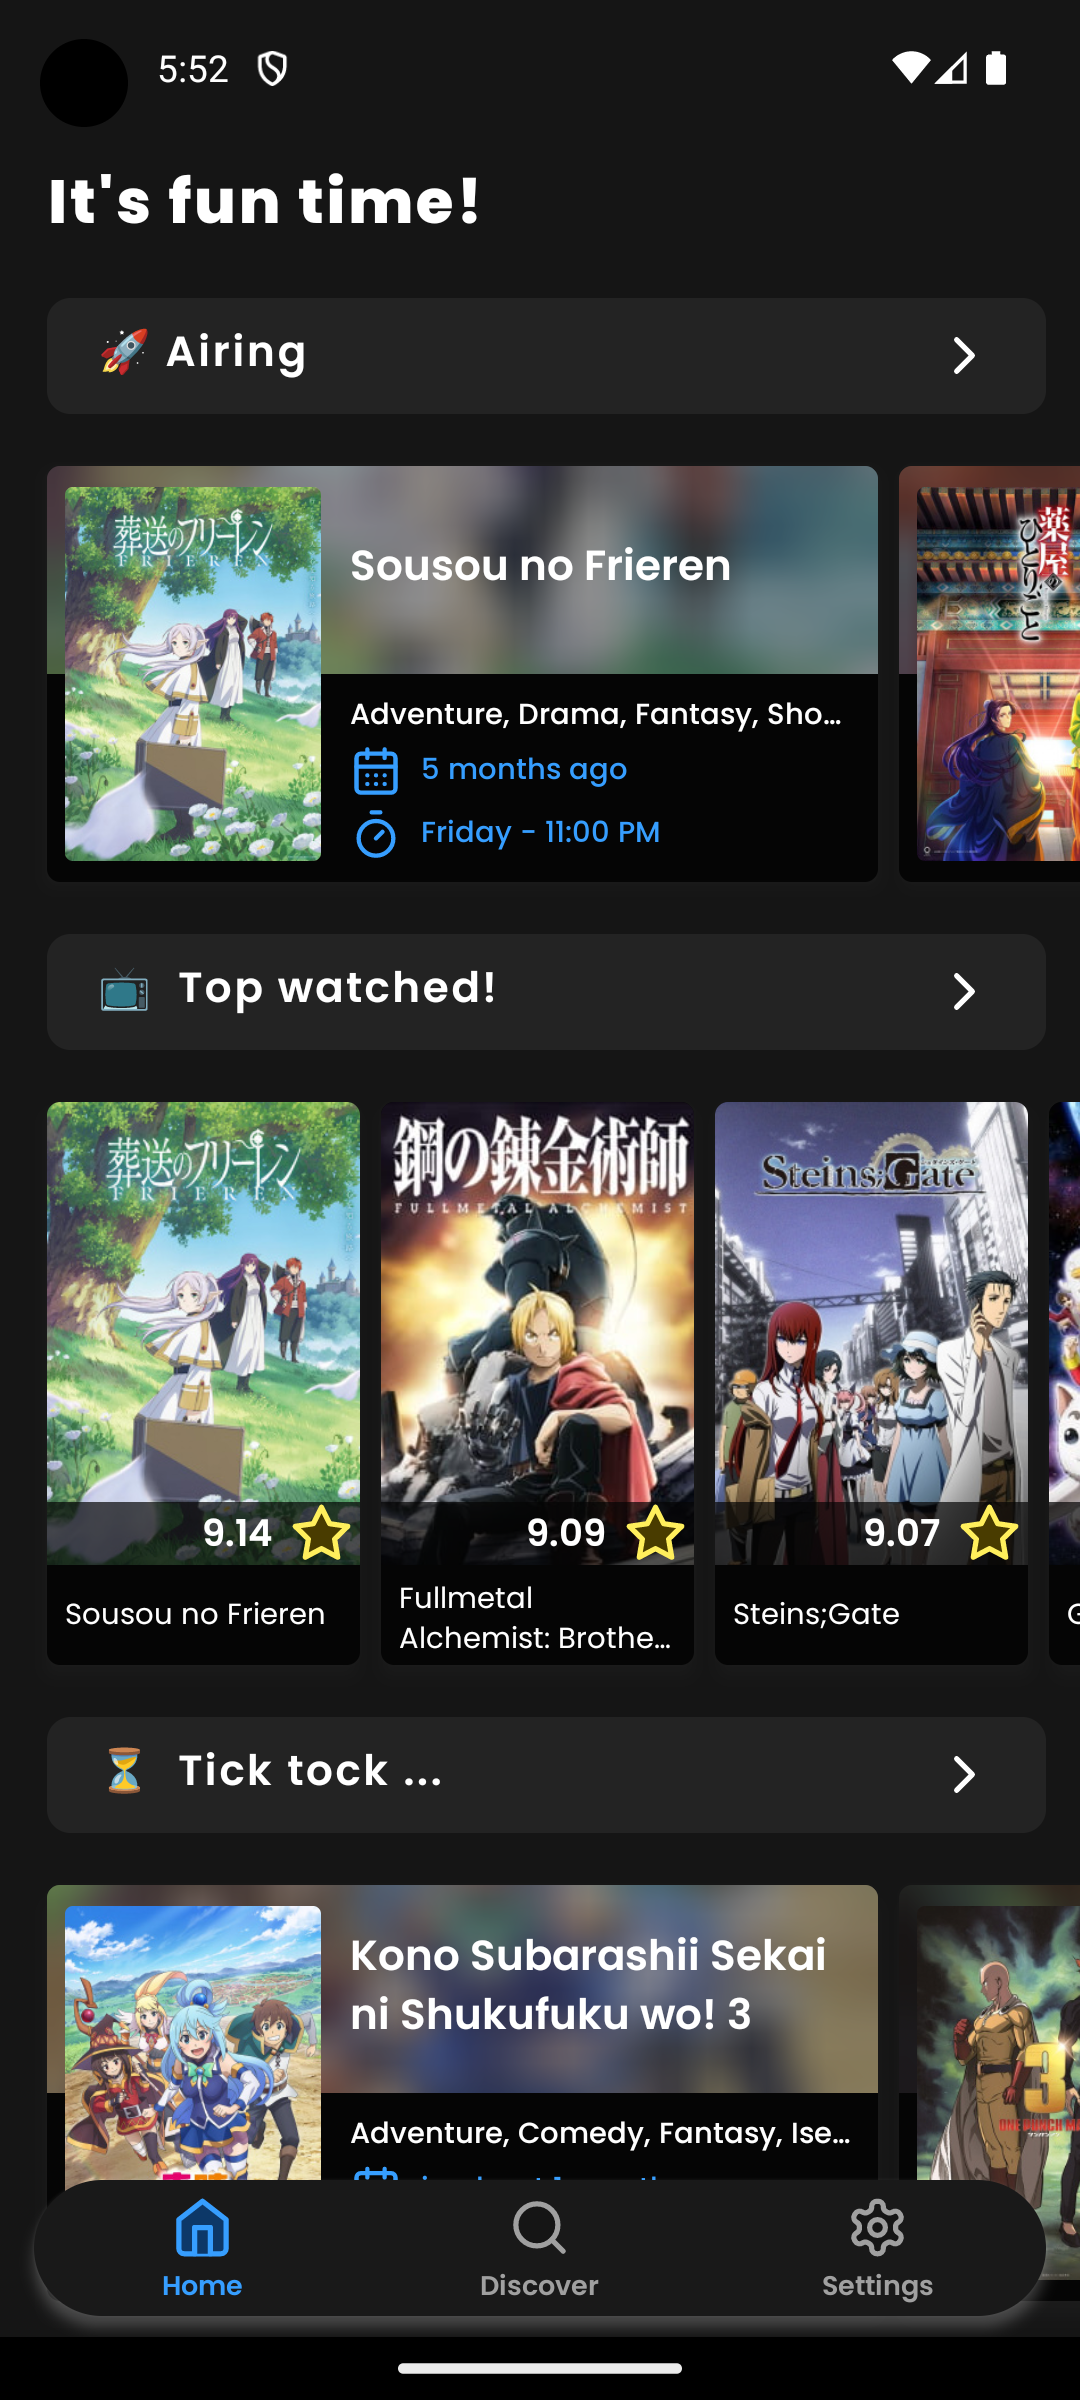 5:52
It's fun time!
🚀 Airing
葬送のフリーレン
FRIEREN
Sousou no Frieren
Adventure, Drama, Fantasy, Sho...
5 months ago
Friday - 11:00 PM
薬屋の
ひとりごと
📺 Top watched!
葬送のフリーレン
FRIEREN
9.14
Sousou no Frieren
鋼の錬金術師
FULLMETAL ALCHEMIST
9.09
Fullmetal
Alchemist: Brothe...
Steins;Gate
9.07
Steins;Gate
G
⏳ Tick tock ...
Kono Subarashii Sekai
ni Shukufuku wo! 3
Adventure, Comedy, Fantasy, Ise...
3
Home
Discover
Settings